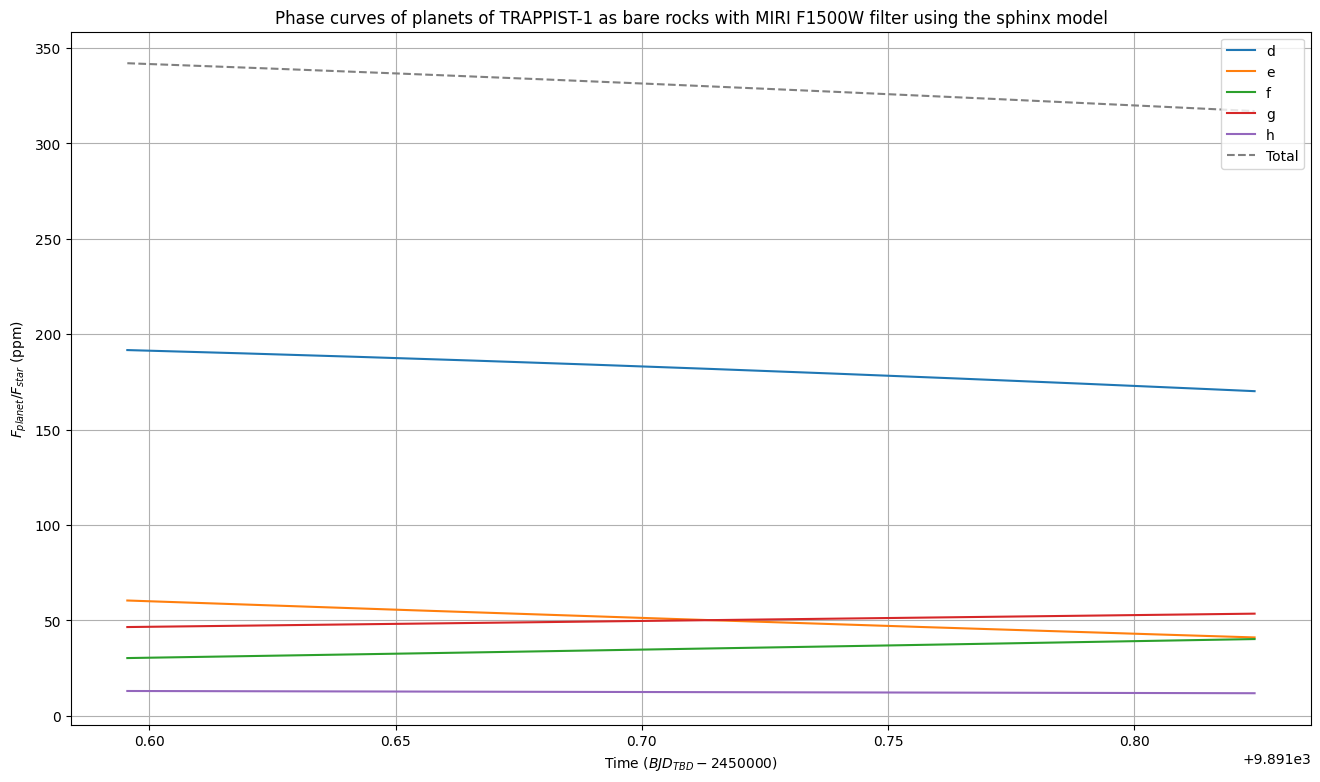 Phase curves of planets of TRAPPIST-1 as bare rocks with MIRI F1500W filter using the sphinx model
350
300
250
200
150
100
50
0
F_planet/F_star (ppm)
d
e
f
g
h
Total
0.60
0.65
0.70
0.75
0.80
+9.891e3
Time (BJD_TBD − 2450000)